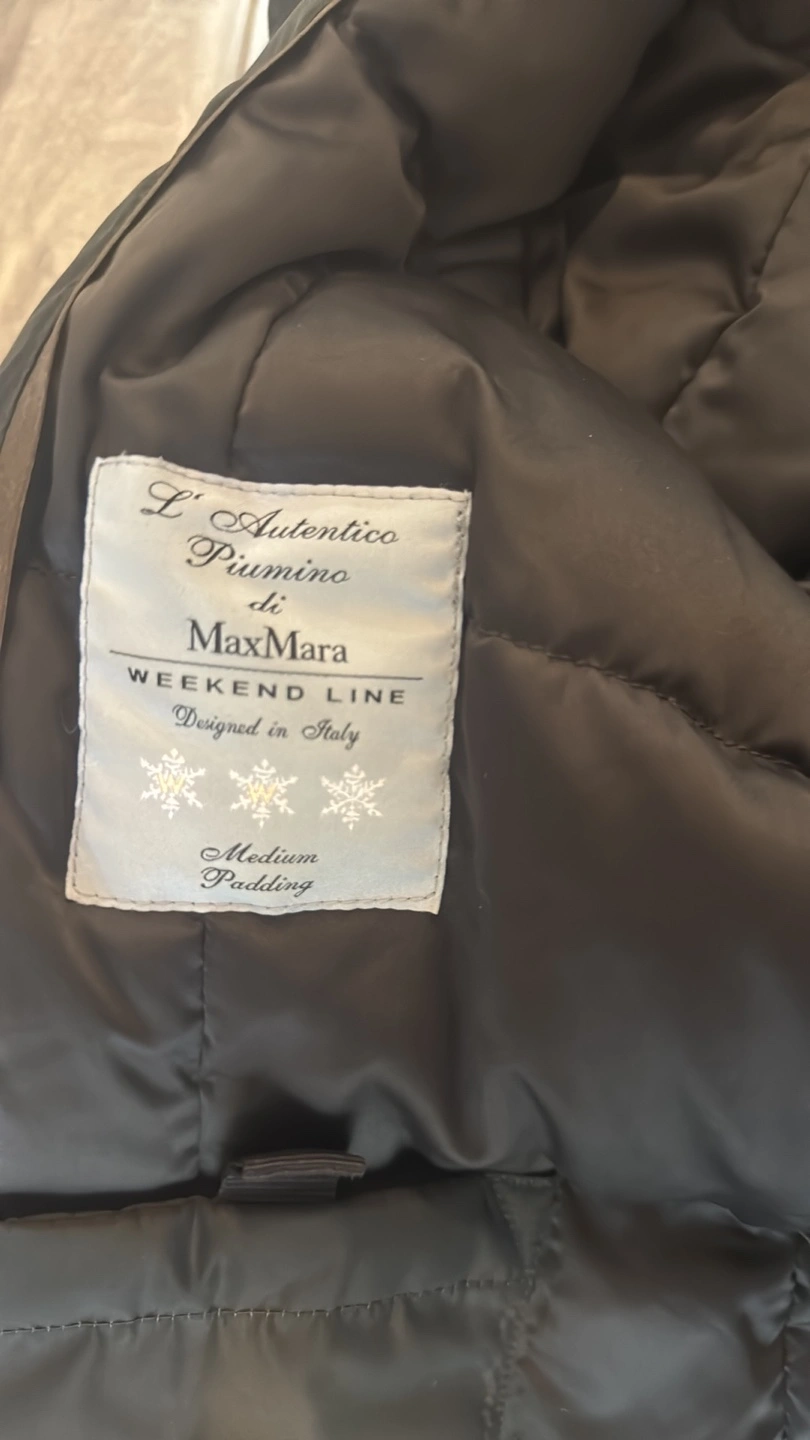 L' Autentico
Piumino
di
MaxMara
WEEKEND LINE
Designed in Italy
W W
Medium
Padding